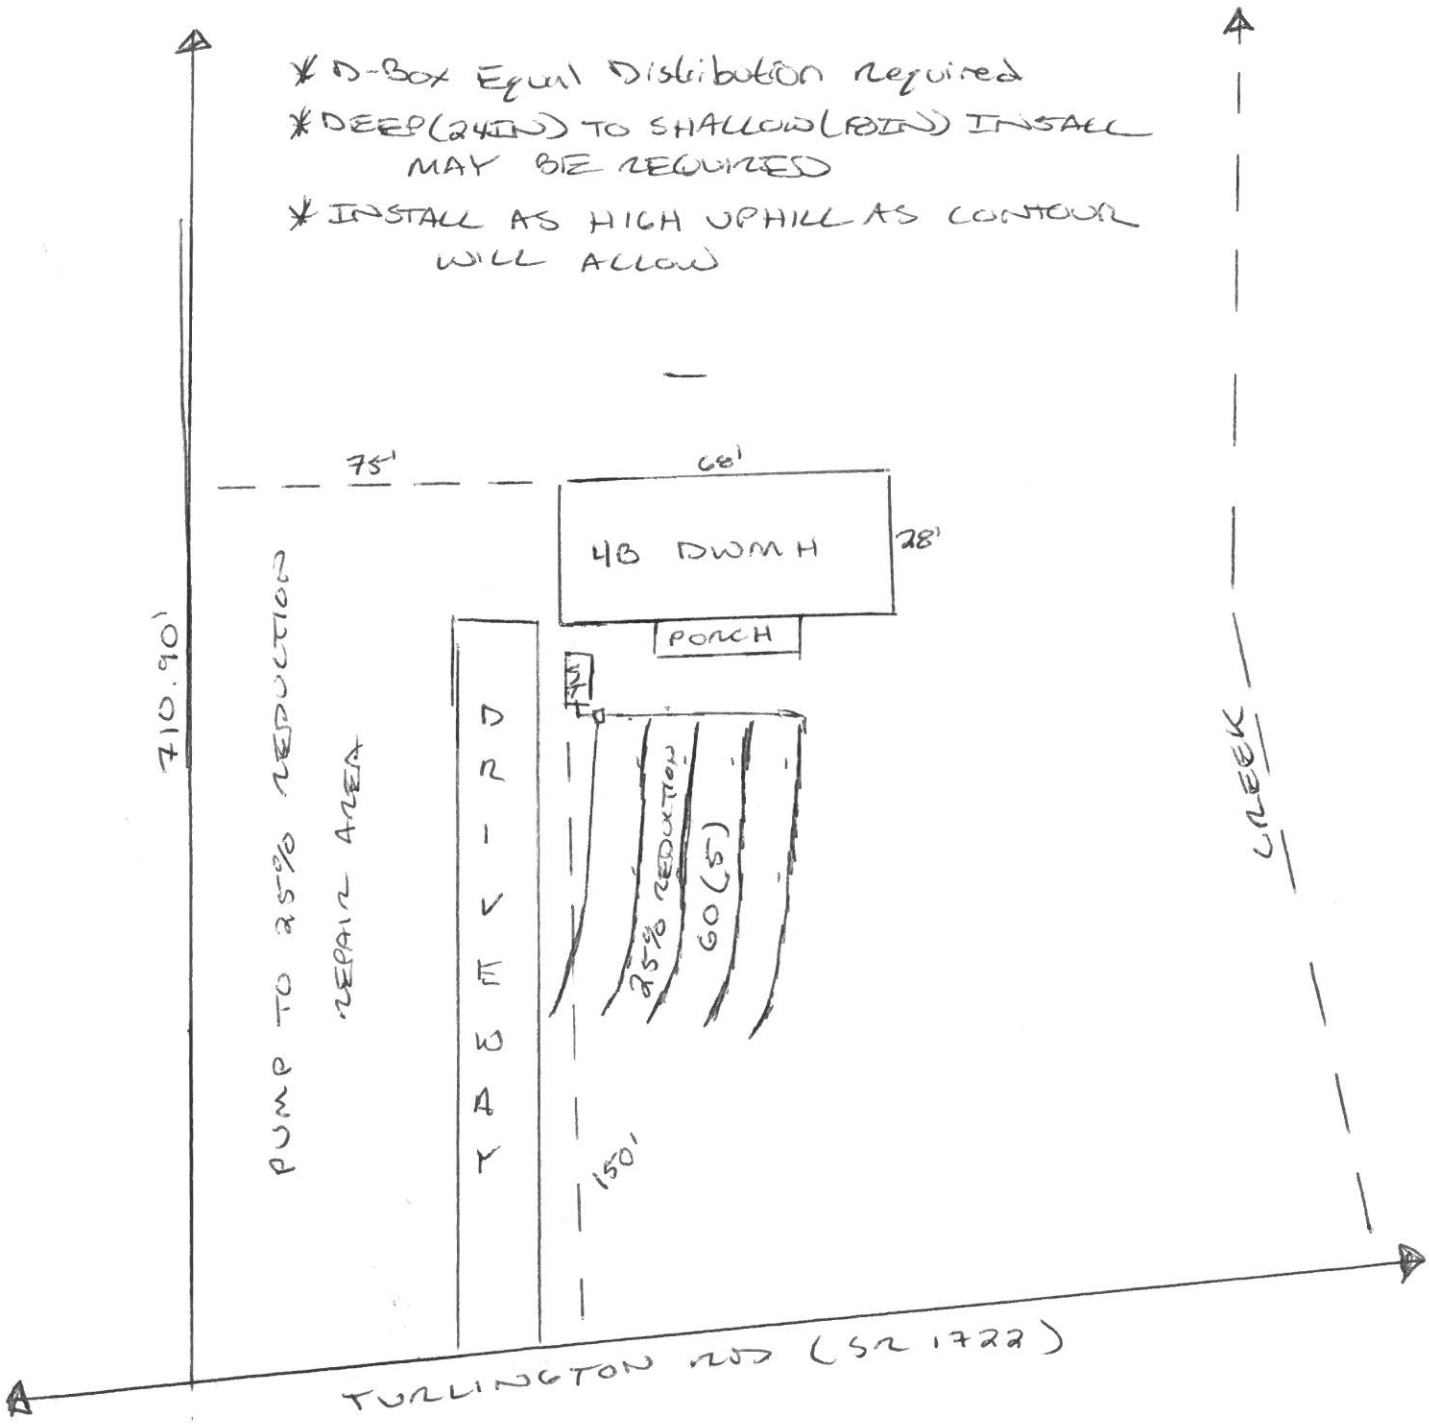 * D-Box Equal Distribution Required
* DEEP(24IN) TO SHALLOW(18IN) INSTALL
MAY BE REQUIRED
* INSTALL AS HIGH UPHILL AS CONTOUR
WILL ALLOW
75'
68'
4B DWMH
28'
PORCH
ST
710.90'
PUMP TO 25% REDUCTION
REPAIR AREA
DRIVEWAY
25% REDUCTION
60(5)
150'
CREEK
TURLINGTON RD (SR 1722)